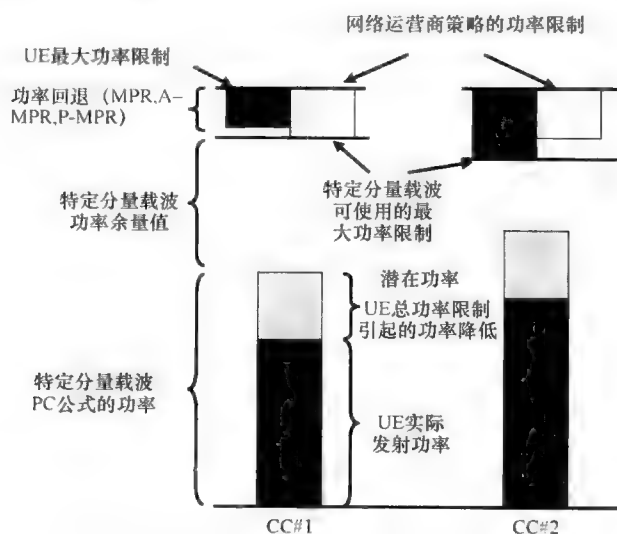 网络运营商策略的功率限制
UE最大功率限制
功率回退（MPR,A–
MPR,P-MPR）
特定分量载波
功率余量值
特定分量载波
可使用的最
大功率限制
潜在功率
UE总功率限制
引起的功率降低
特定分量载波
PC公式的功率
UE实际
发射功率
CC#1
CC#2